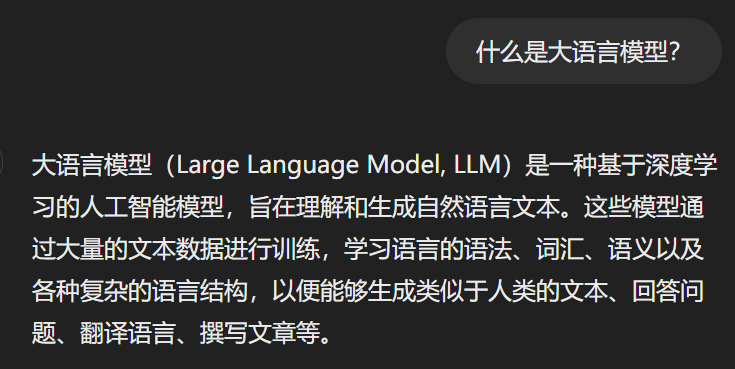 什么是大语言模型？
大语言模型（Large Language Model, LLM）是一种基于深度学
习的人工智能模型，旨在理解和生成自然语言文本。这些模型通
过大量的文本数据进行训练，学习语言的语法、词汇、语义以及
各种复杂的语言结构，以便能够生成类似于人类的文本、回答问
题、翻译语言、撰写文章等。